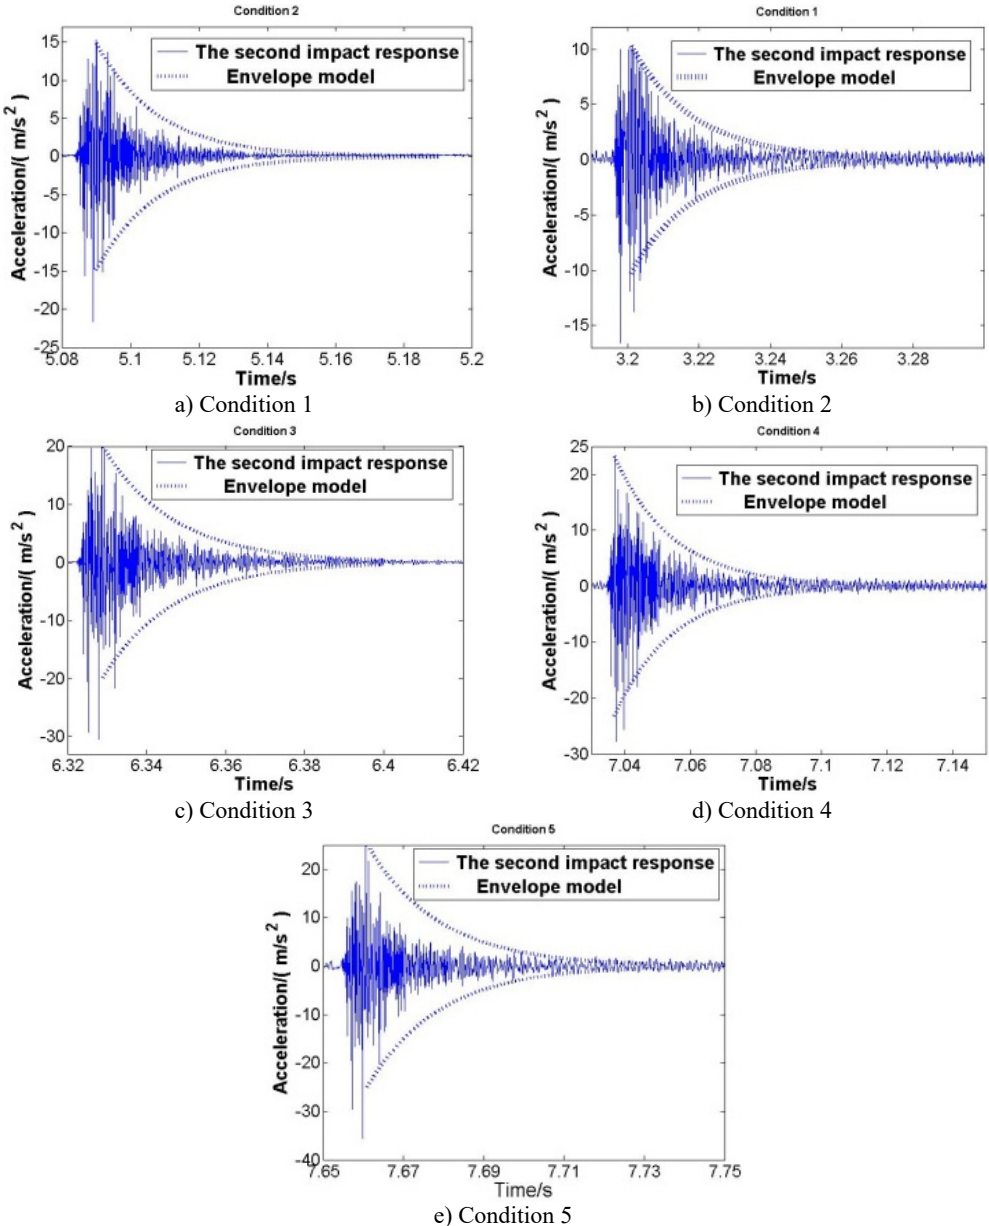 Condition 2
15
10
5
0
-5
-10
-15
-20
-25
Acceleration/( m/s 2 )
The second impact response
Envelope model
5.08 5.1 5.12 5.14 5.16 5.18 5.2
Time/s
a) Condition 1
Condition 1
10
5
0
-5
-10
-15
Acceleration/( m/s 2 )
The second impact response
Envelope model
3.2 3.22 3.24 3.26 3.28
Time/s
b) Condition 2
Condition 3
20
10
0
-10
-20
-30
Acceleration/( m/s 2 )
The second impact response
Envelope model
6.32 6.34 6.36 6.38 6.4 6.42
Time/s
c) Condition 3
Condition 4
25
20
10
0
-10
-20
-30
Acceleration/( m/s 2 )
The second impact response
Envelope model
7.04 7.06 7.08 7.1 7.12 7.14
Time/s
d) Condition 4
Condition 5
20
10
0
-10
-20
-30
-40
Acceleration/( m/s 2 )
The second impact response
Envelope model
7.65 7.67 7.69 7.71 7.73 7.75
Time/s
e) Condition 5